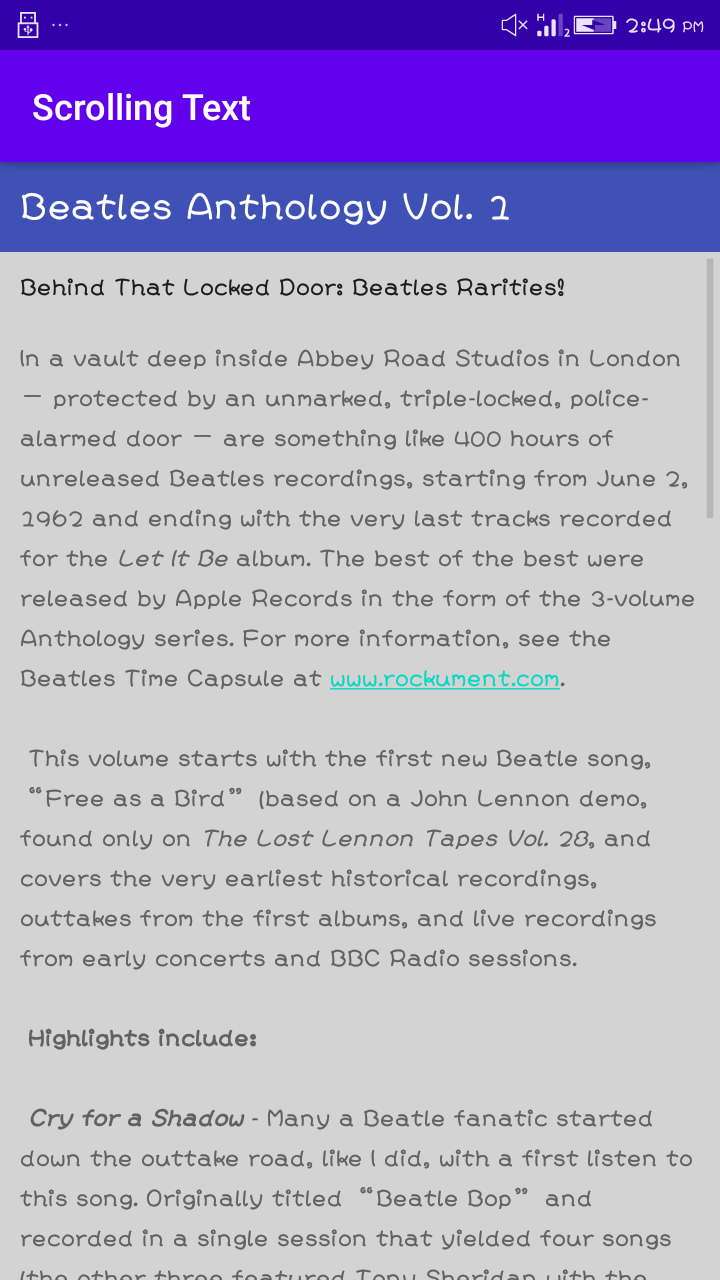 2:49 PM
Scrolling Text
Beatles Anthology Vol. 1
Behind That Locked Door: Beatles Rarities!
In a vault deep inside Abbey Road Studios in London
— protected by an unmarked, triple-locked, police-
alarmed door — are something like 400 hours of
unreleased Beatles recordings, starting from June 2,
1962 and ending with the very last tracks recorded
for the Let It Be album. The best of the best were
released by Apple Records in the form of the 3-volume
Anthology series. For more information, see the
Beatles Time Capsule at www.rockument.com.
This volume starts with the first new Beatle song,
“Free as a Bird” (based on a John Lennon demo,
found only on The Lost Lennon Tapes Vol. 28, and
covers the very earliest historical recordings,
outtakes from the first albums, and live recordings
from early concerts and BBC Radio sessions.
Highlights include:
Cry for a Shadow - Many a Beatle fanatic started
down the outtake road, like I did, with a first listen to
this song. Originally titled “Beatle Bop” and
recorded in a single session that yielded four songs
(the other three featured Tony Sheridan with the